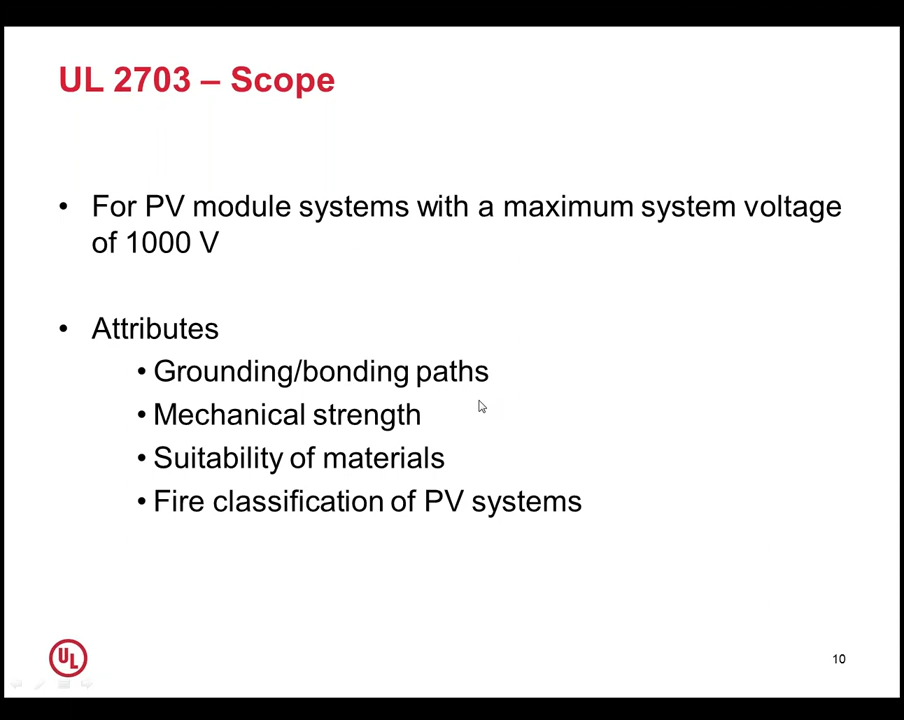 UL 2703 – Scope
• For PV module systems with a maximum system voltage
of 1000 V
• Attributes
• Grounding/bonding paths
• Mechanical strength
• Suitability of materials
• Fire classification of PV systems
UL
10